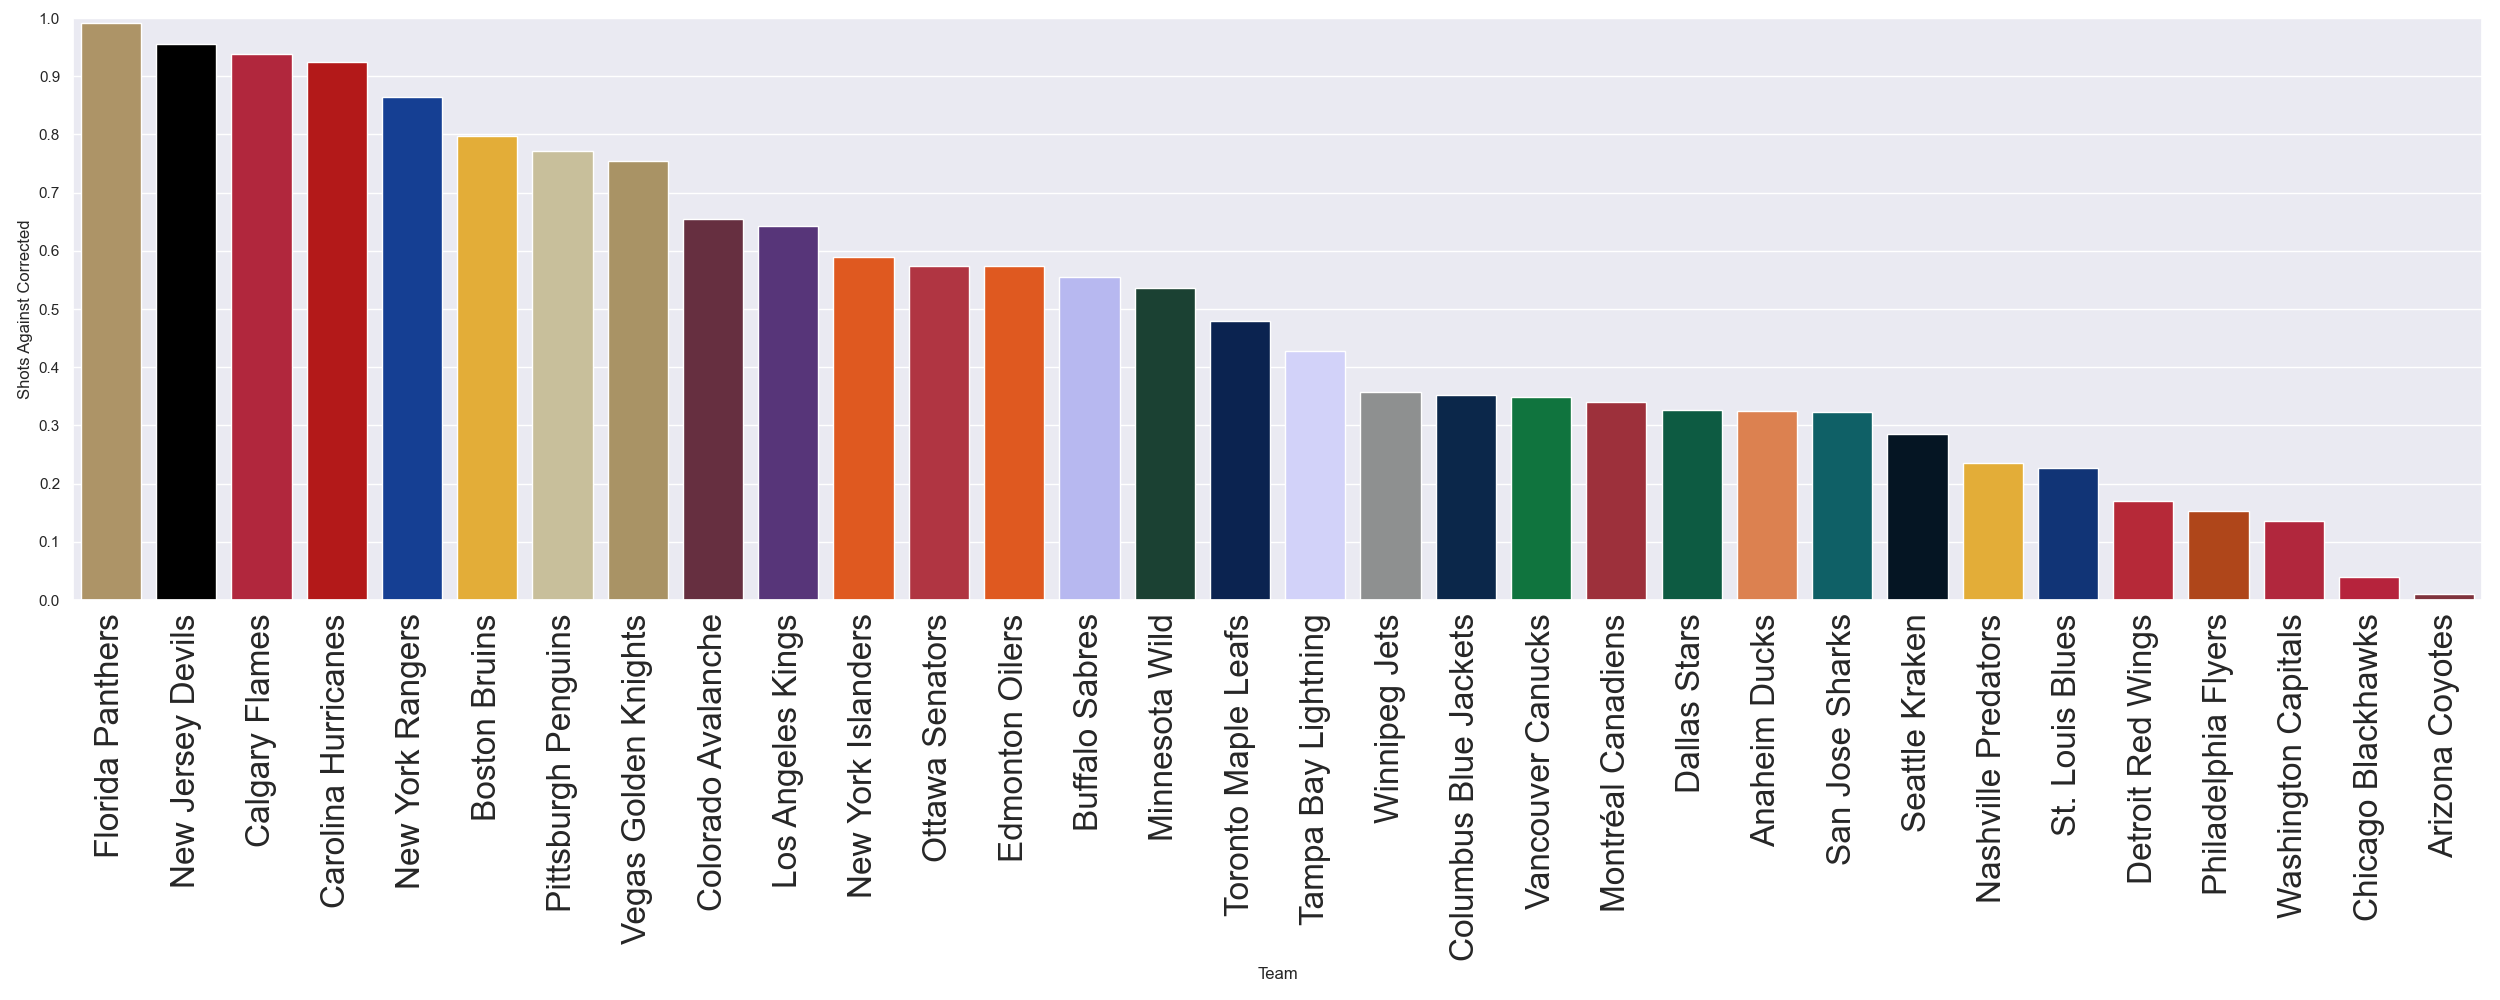 1.0
0.9
0.8
0.7
0.6
0.5
0.4
0.3
0.2
0.1
0.0
Shots Against Corrected
Florida Panthers
New Jersey Devils
Calgary Flames
Carolina Hurricanes
New York Rangers
Boston Bruins
Pittsburgh Penguins
Vegas Golden Knights
Colorado Avalanche
Los Angeles Kings
New York Islanders
Ottawa Senators
Edmonton Oilers
Buffalo Sabres
Minnesota Wild
Toronto Maple Leafs
Tampa Bay Lightning
Winnipeg Jets
Columbus Blue Jackets
Vancouver Canucks
Montréal Canadiens
Dallas Stars
Anaheim Ducks
San Jose Sharks
Seattle Kraken
Nashville Predators
St. Louis Blues
Detroit Red Wings
Philadelphia Flyers
Washington Capitals
Chicago Blackhawks
Arizona Coyotes
Team